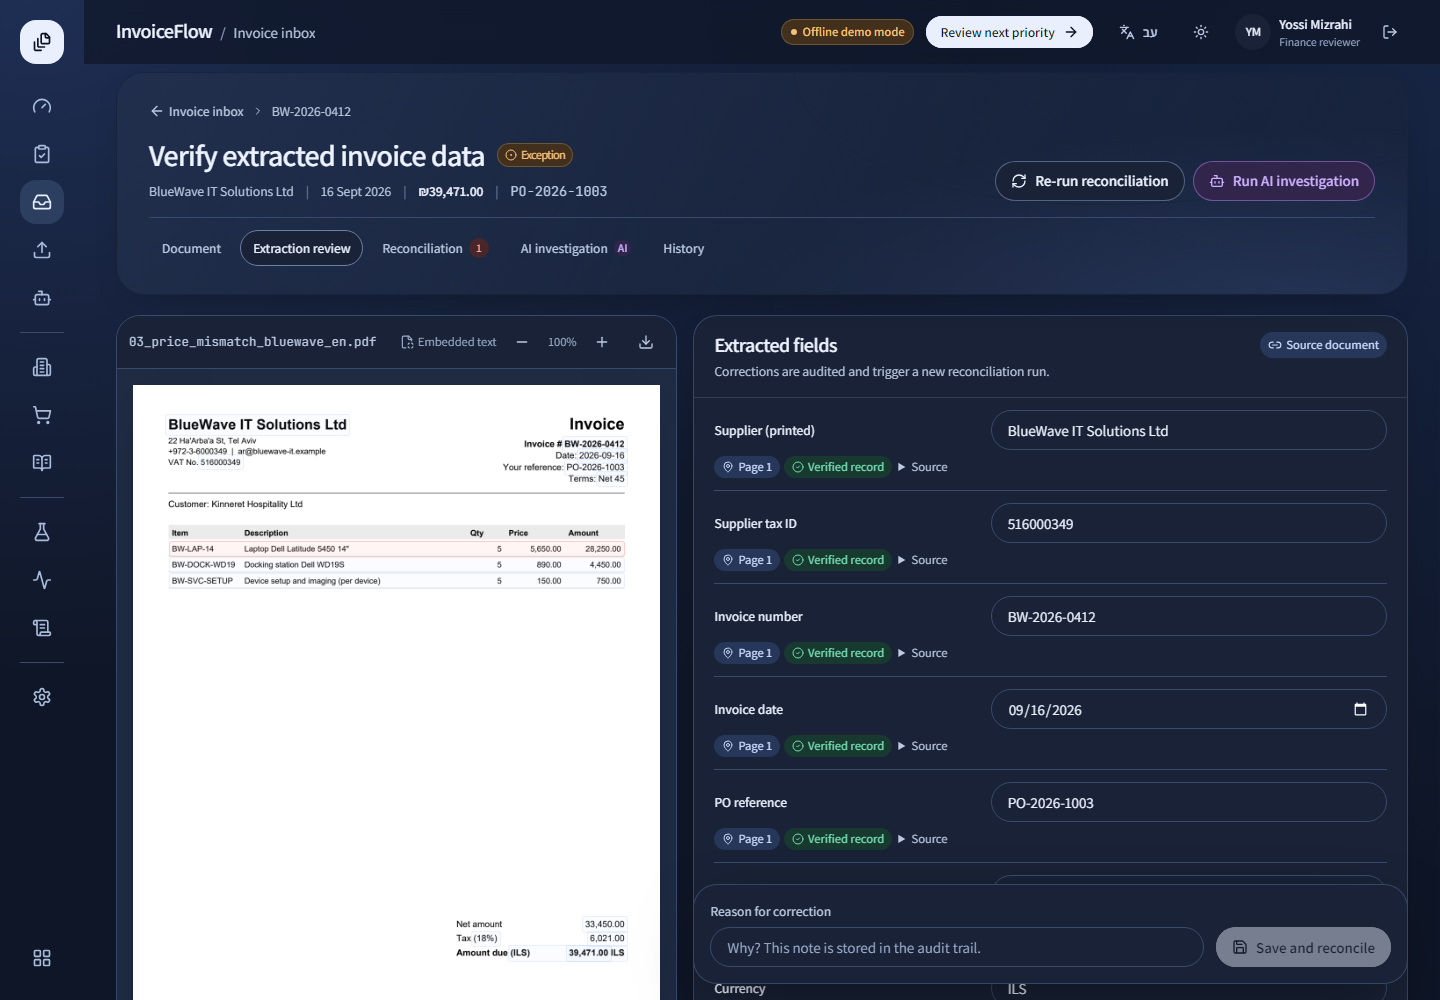 InvoiceFlow / Invoice inbox
Offline demo mode
Review next priority
עב
YM
Yossi Mizrahi
Finance reviewer
Invoice inbox
BW-2026-0412
Verify extracted invoice data
Exception
BlueWave IT Solutions Ltd | 16 Sept 2026 | ₪39,471.00 | PO-2026-1003
Re-run reconciliation
Run AI investigation
Document
Extraction review
Reconciliation 1
AI investigation AI
History
03_price_mismatch_bluewave_en.pdf
Embedded text
100%
BlueWave IT Solutions Ltd
22 Ha'Arba'a St, Tel Aviv
+972-3-6000349 | ar@bluewave-it.example
VAT No. 516000349
Invoice
Invoice # BW-2026-0412
Date: 2026-09-16
Your reference: PO-2026-1003
Terms: Net 45
Customer: Kinneret Hospitality Ltd
Item Description Qty Price Amount
BW-LAP-14 Laptop Dell Latitude 5450 14" 5 5,650.00 28,250.00
BW-DOCK-WD19 Docking station Dell WD19S 5 890.00 4,450.00
BW-SVC-SETUP Device setup and imaging (per device) 5 150.00 750.00
Net amount 33,450.00
Tax (18%) 6,021.00
Amount due (ILS) 39,471.00 ILS
Extracted fields
Source document
Corrections are audited and trigger a new reconciliation run.
Supplier (printed)
BlueWave IT Solutions Ltd
Page 1 Verified record Source
Supplier tax ID
516000349
Page 1 Verified record Source
Invoice number
BW-2026-0412
Page 1 Verified record Source
Invoice date
09/16/2026
Page 1 Verified record Source
PO reference
PO-2026-1003
Page 1 Verified record Source
Reason for correction
Why? This note is stored in the audit trail.
Save and reconcile
Currency
ILS